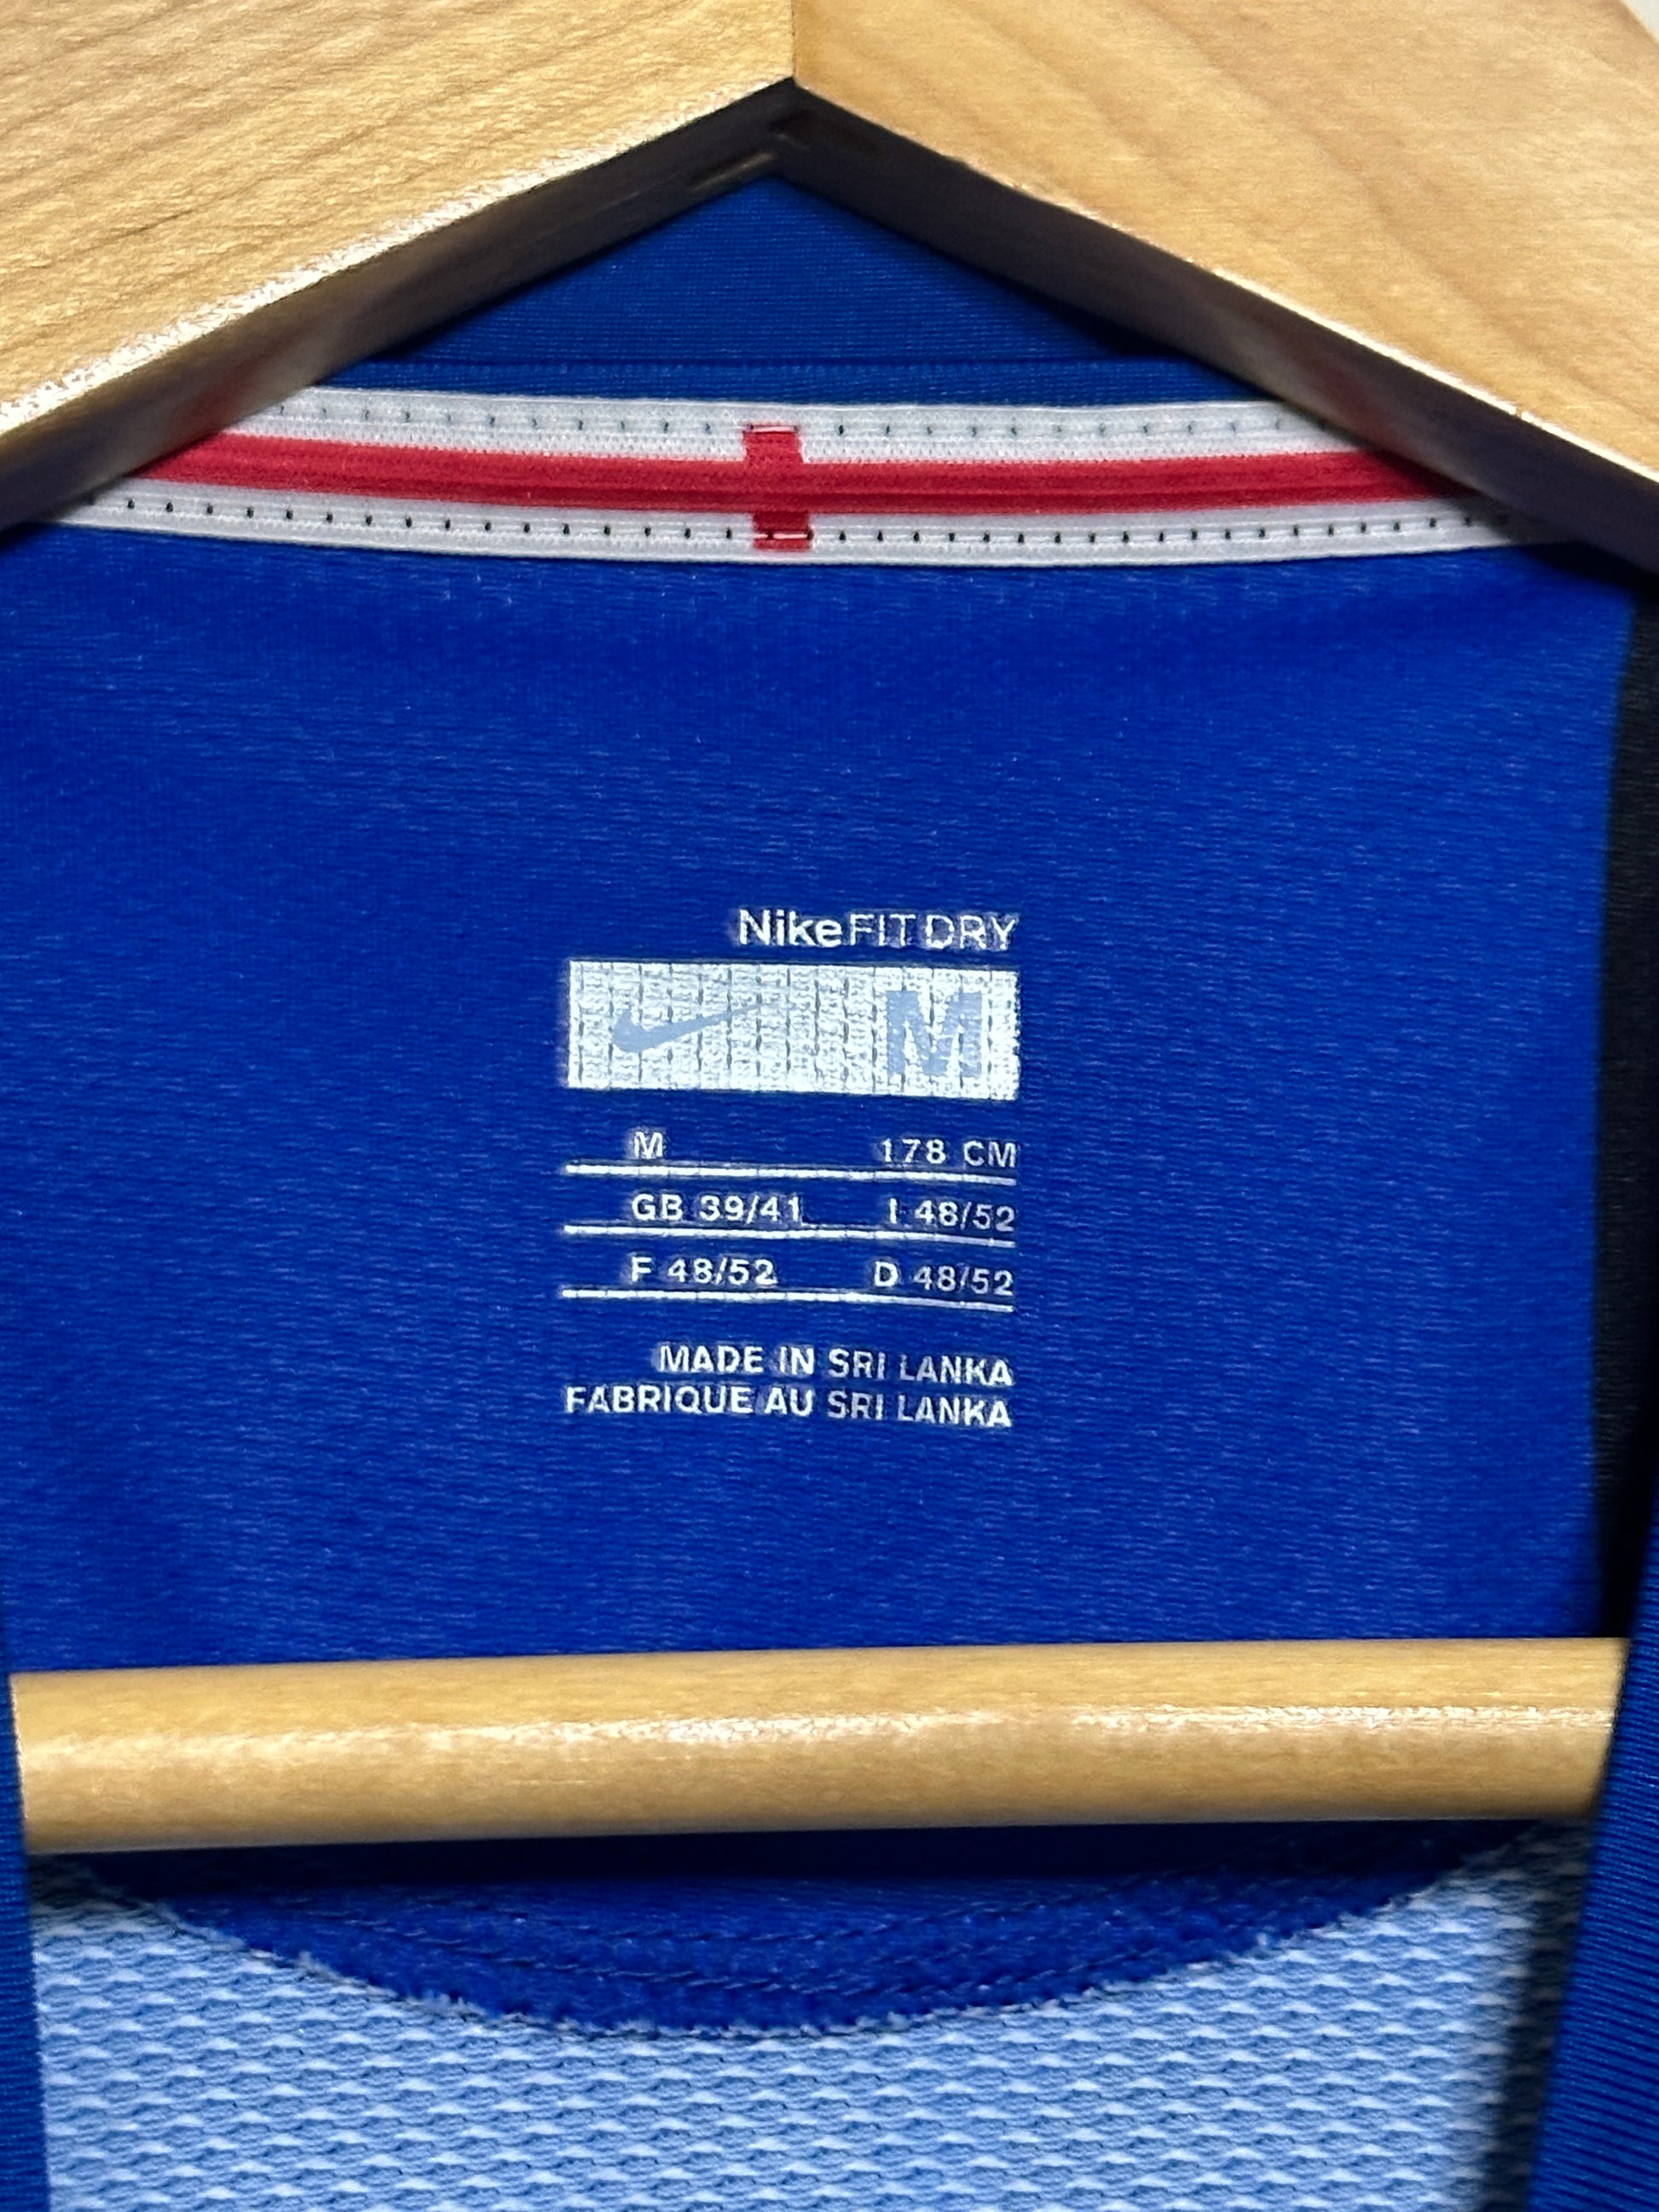 NikeFIT DRY
M
M 178 CM
GB 39/41 I 48/52
F 48/52 D 48/52
MADE IN SRI LANKA
FABRIQUE AU SRI LANKA